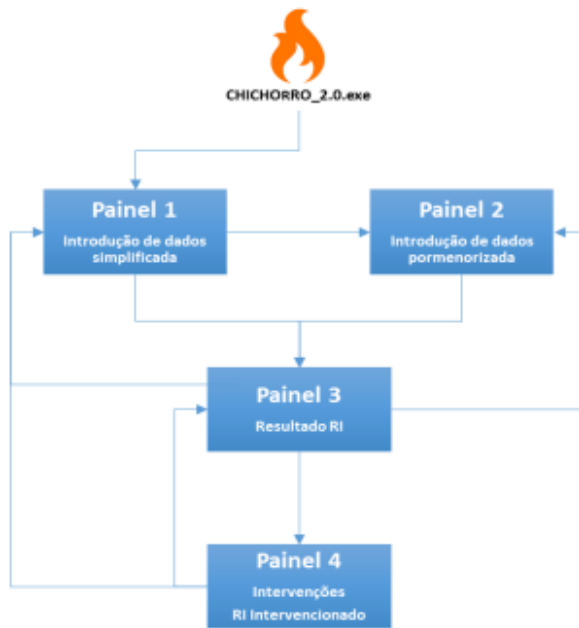 CHICHORRO_2.0.exe
Painel 1
Introdução de dados
simplificada
Painel 2
Introdução de dados
pormenorizada
Painel 3
Resultado RI
Painel 4
Intervenções
RI Intervencionado